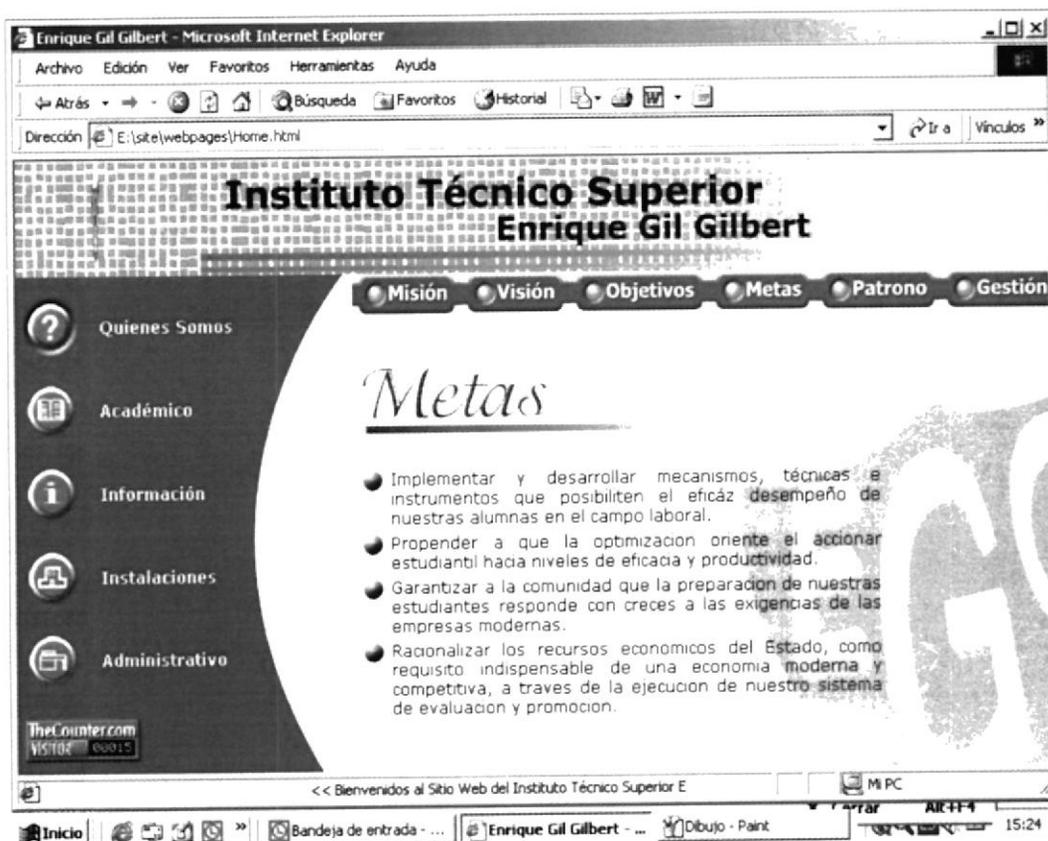 Enrique Gil Gilbert - Microsoft Internet Explorer
Archivo Edición Ver Favoritos Herramientas Ayuda
Atrás Búsqueda Favoritos Historial
Dirección E:\site\webpages\Home.html Ir a Vínculos »
Instituto Técnico Superior
Enrique Gil Gilbert
Misión Visión Objetivos Metas Patrono Gestión
Quienes Somos
Académico
Información
Instalaciones
Administrativo
TheCounter.com
VISITOR 00015
Metas
Implementar y desarrollar mecanismos, técnicas e
instrumentos que posibiliten el eficáz desempeño de
nuestras alumnas en el campo laboral.
Propender a que la optimizacion oriente el accionar
estudiantil hacia niveles de eficacia y productividad.
Garantizar a la comunidad que la preparacion de nuestras
estudiantes responde con creces a las exigencias de las
empresas modernas.
Racionalizar los recursos economicos del Estado, como
requisito indispensable de una economia moderna y
competitiva, a traves de la ejecucion de nuestro sistema
de evaluacion y promocion.
EGG
<< Bienvenidos al Sitio Web del Instituto Técnico Superior E Mi PC
Alt+F4
Inicio » Bandeja de entrada - ... Enrique Gil Gilbert - ... Dibujo - Paint 15:24